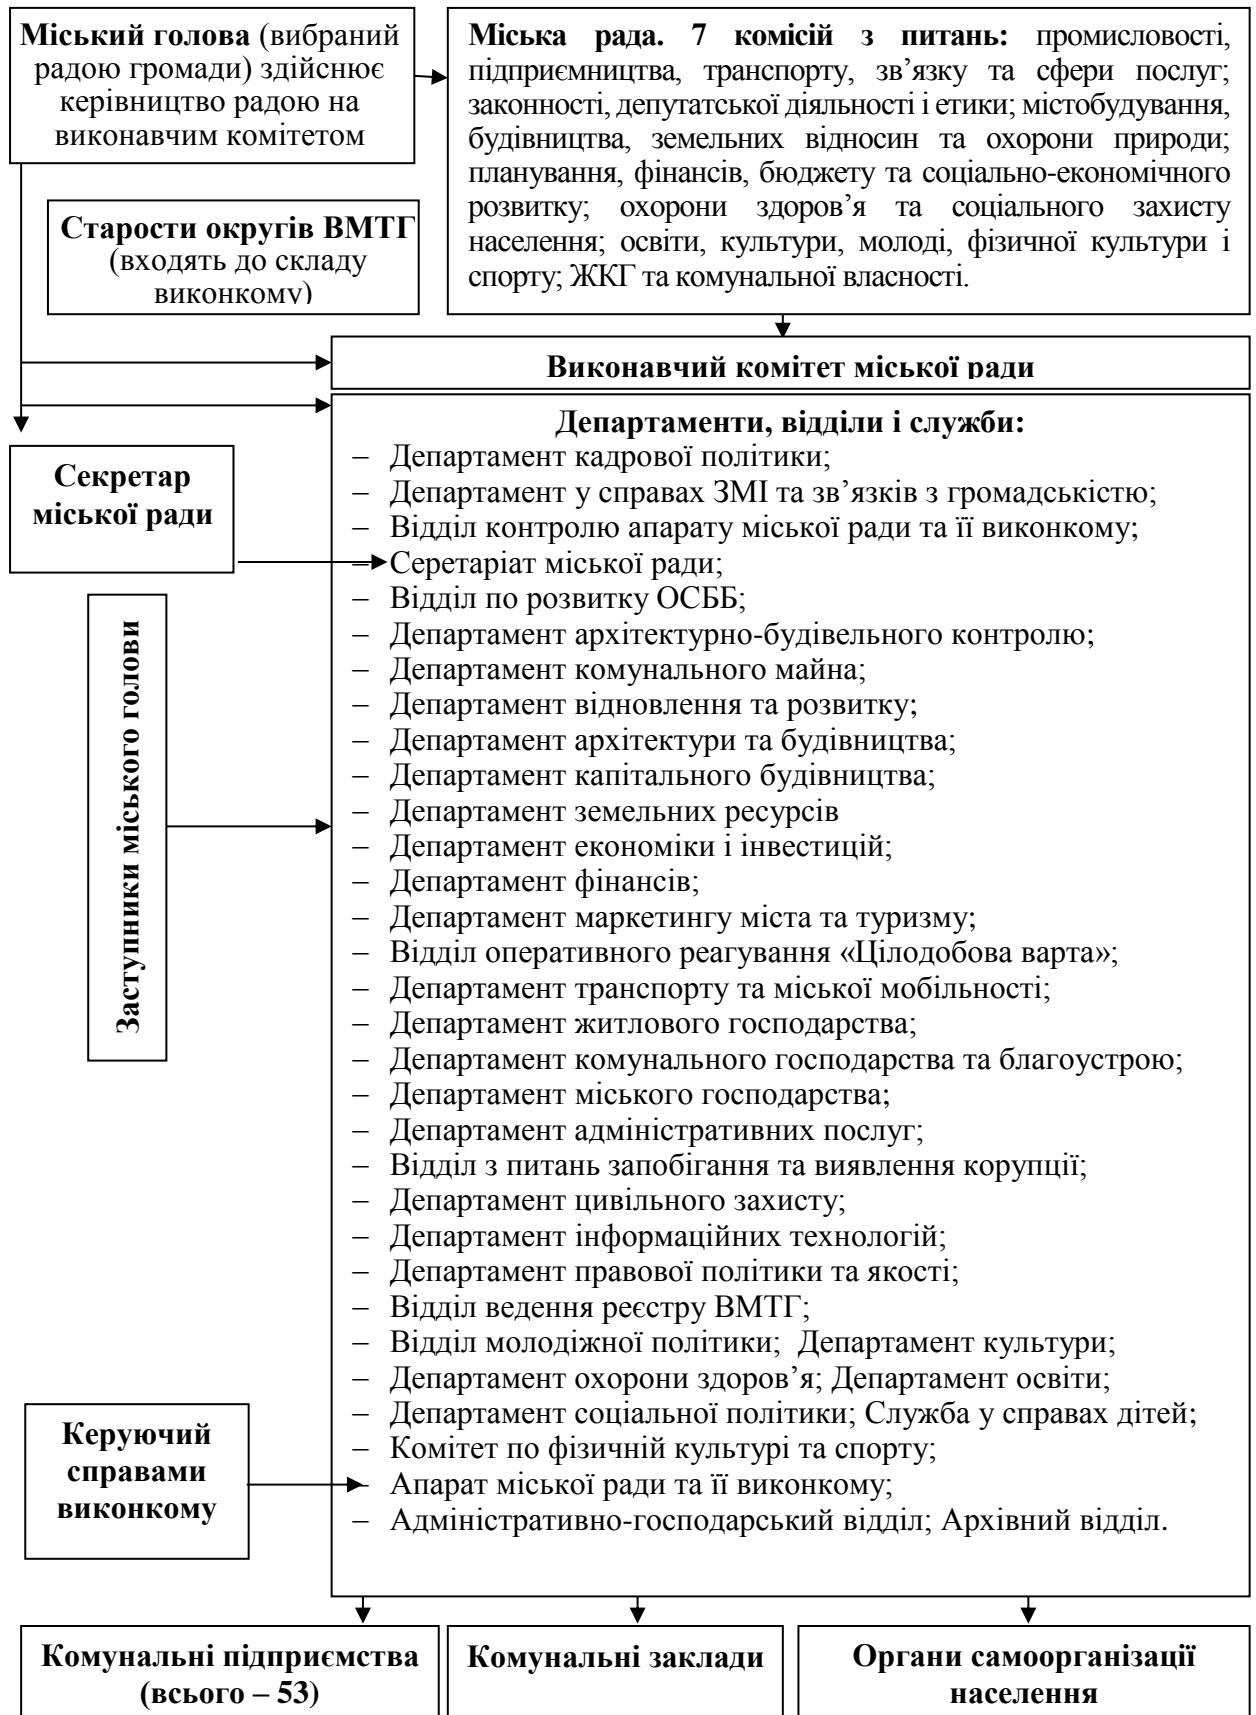 Міський голова (вибраний
радою громади) здійснює
керівництво радою на
виконавчим комітетом
Міська рада. 7 комісій з питань: промисловості,
підприємництва, транспорту, зв’язку та сфери послуг;
законності, депутатської діяльності і етики; містобудування,
будівництва, земельних відносин та охорони природи;
планування, фінансів, бюджету та соціально-економічного
розвитку; охорони здоров’я та соціального захисту
населення; освіти, культури, молоді, фізичної культури і
спорту; ЖКГ та комунальної власності.
Старости округів ВМТГ
(входять до складу
виконкому)
Виконавчий комітет міської ради
Секретар
міської ради
Заступники міського голови
Керуючий
справами
виконкому
Департаменти, відділи і служби:
– Департамент кадрової політики;
– Департамент у справах ЗМІ та зв’язків з громадськістю;
– Відділ контролю апарату міської ради та її виконкому;
– Серетаріат міської ради;
– Відділ по розвитку ОСББ;
– Департамент архітектурно-будівельного контролю;
– Департамент комунального майна;
– Департамент відновлення та розвитку;
– Департамент архітектури та будівництва;
– Департамент капітального будівництва;
– Департамент земельних ресурсів
– Департамент економіки і інвестицій;
– Департамент фінансів;
– Департамент маркетингу міста та туризму;
– Відділ оперативного реагування «Цілодобова варта»;
– Департамент транспорту та міської мобільності;
– Департамент житлового господарства;
– Департамент комунального господарства та благоустрою;
– Департамент міського господарства;
– Департамент адміністративних послуг;
– Відділ з питань запобігання та виявлення корупції;
– Департамент цивільного захисту;
– Департамент інформаційних технологій;
– Департамент правової політики та якості;
– Відділ ведення реєстру ВМТГ;
– Відділ молодіжної політики; Департамент культури;
– Департамент охорони здоров’я; Департамент освіти;
– Департамент соціальної політики; Служба у справах дітей;
– Комітет по фізичній культурі та спорту;
– Апарат міської ради та її виконкому;
– Адміністративно-господарський відділ; Архівний відділ.
Комунальні підприємства
(всього – 53)
Комунальні заклади
Органи самоорганізації
населення